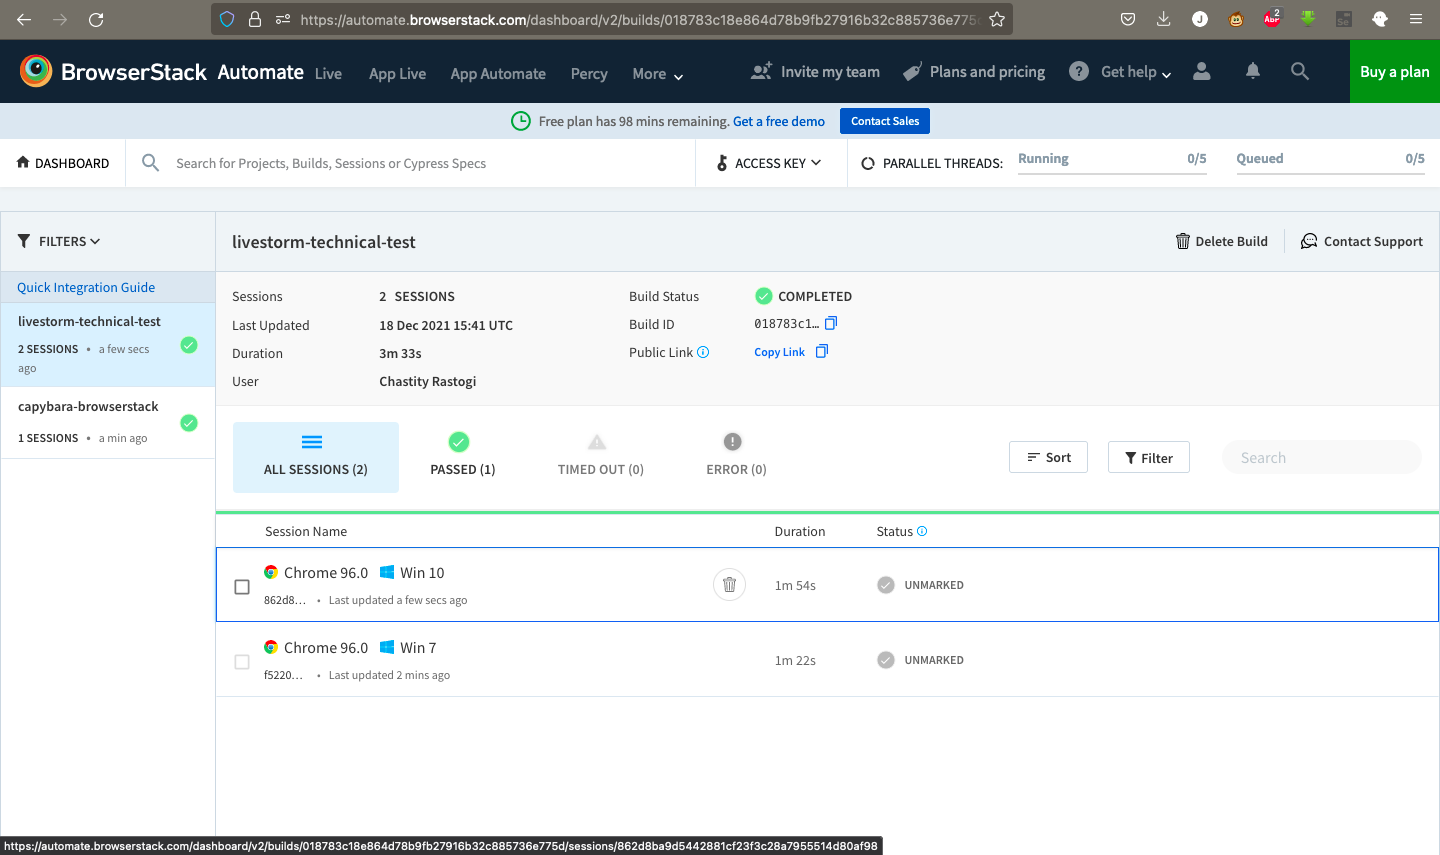 https://automate.browserstack.com/dashboard/v2/builds/018783c18e864d78b9fb27916b32c885736e775
J
ABP
2
Se
BrowserStack Automate Live App Live App Automate Percy More Invite my team Plans and pricing ? Get help Buy a plan
Free plan has 98 mins remaining. Get a free demo Contact Sales
DASHBOARD Search for Projects, Builds, Sessions or Cypress Specs ACCESS KEY PARALLEL THREADS: Running 0/5 Queued 0/5
FILTERS
livestorm-technical-test Delete Build Contact Support
Quick Integration Guide
livestorm-technical-test
2 SESSIONS • a few secs
ago
capybara-browserstack
1 SESSIONS • a min ago
Sessions 2 SESSIONS Build Status COMPLETED
Last Updated 18 Dec 2021 15:41 UTC Build ID 018783c1...
Duration 3m 33s Public Link Copy Link
User Chastity Rastogi
ALL SESSIONS (2) PASSED (1) TIMED OUT (0) ERROR (0) Sort Filter Search
Session Name Duration Status
Chrome 96.0 Win 10
862d8... • Last updated a few secs ago 1m 54s UNMARKED
Chrome 96.0 Win 7
f5220... • Last updated 2 mins ago 1m 22s UNMARKED
https://automate.browserstack.com/dashboard/v2/builds/018783c18e864d78b9fb27916b32c885736e775d/sessions/862d8ba9d5442881cf23f3c28a7955514d80af98